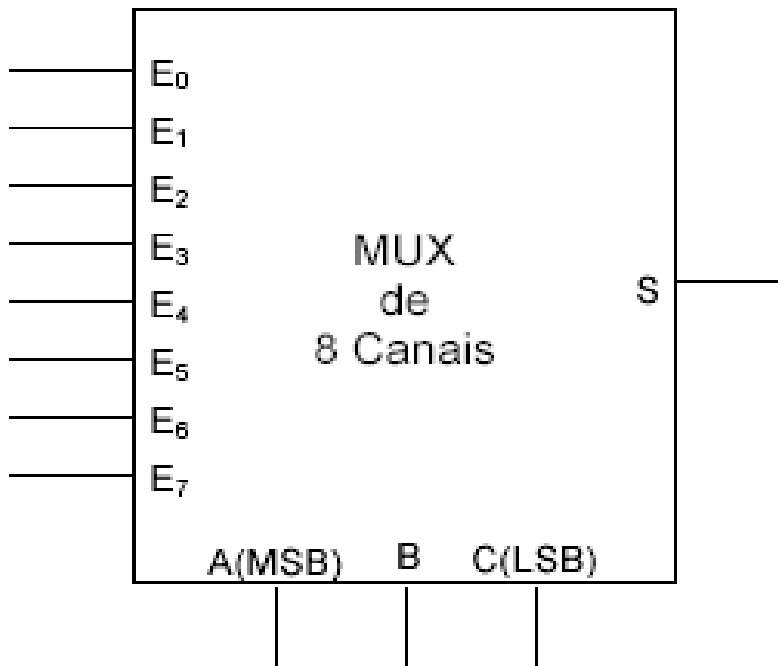 E₀
E₁
E₂
E₃
E₄
E₅
E₆
E₇
MUX
de
8 Canais
S
A(MSB) B C(LSB)